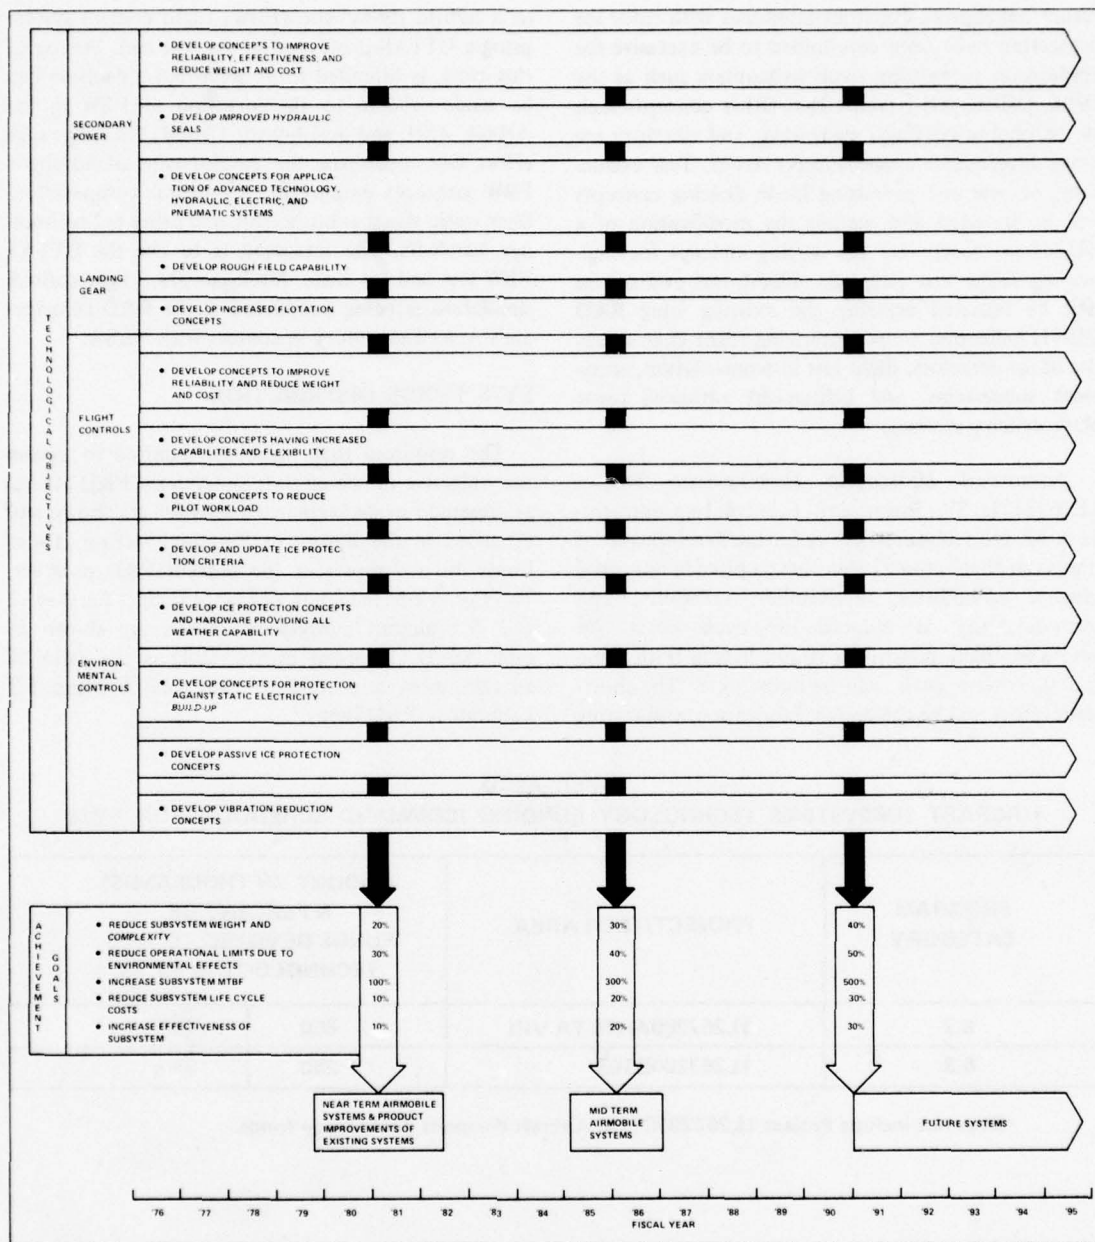 TECHNOLOGICAL OBJECTIVES
SECONDARY
POWER
• DEVELOP CONCEPTS TO IMPROVE
RELIABILITY, EFFECTIVENESS, AND
REDUCE WEIGHT AND COST
• DEVELOP IMPROVED HYDRAULIC
SEALS
• DEVELOP CONCEPTS FOR APPLICA
TION OF ADVANCED TECHNOLOGY,
HYDRAULIC, ELECTRIC, AND
PNEUMATIC SYSTEMS
LANDING
GEAR
• DEVELOP ROUGH FIELD CAPABILITY
• DEVELOP INCREASED FLOTATION
CONCEPTS
FLIGHT
CONTROLS
• DEVELOP CONCEPTS TO IMPROVE
RELIABILITY AND REDUCE WEIGHT
AND COST
• DEVELOP CONCEPTS HAVING INCREASED
CAPABILITIES AND FLEXIBILITY
• DEVELOP CONCEPTS TO REDUCE
PILOT WORKLOAD
ENVIRON-
MENTAL
CONTROLS
• DEVELOP AND UPDATE ICE PROTEC
TION CRITERIA
• DEVELOP ICE PROTECTION CONCEPTS
AND HARDWARE PROVIDING ALL
WEATHER CAPABILITY
• DEVELOP CONCEPTS FOR PROTECTION
AGAINST STATIC ELECTRICITY
BUILD-UP
• DEVELOP PASSIVE ICE PROTECTION
CONCEPTS
• DEVELOP VIBRATION REDUCTION
CONCEPTS
ACHIEVEMENT
GOALS
• REDUCE SUBSYSTEM WEIGHT AND
COMPLEXITY
20% 30% 40%
• REDUCE OPERATIONAL LIMITS DUE TO
ENVIRONMENTAL EFFECTS
30% 40% 50%
• INCREASE SUBSYSTEM MTBF
100% 300% 500%
• REDUCE SUBSYSTEM LIFE CYCLE
COSTS
10% 20% 30%
• INCREASE EFFECTIVENESS OF
SUBSYSTEM
10% 20% 30%
NEAR TERM AIRMOBILE
SYSTEMS & PRODUCT
IMPROVEMENTS OF
EXISTING SYSTEMS
MID TERM
AIRMOBILE
SYSTEMS
FUTURE SYSTEMS
'76 '77 '78 '79 '80 '81 '82 '83 '84 '85 '86 '87 '88 '89 '90 '91 '92 '93 '94 '95
FISCAL YEAR